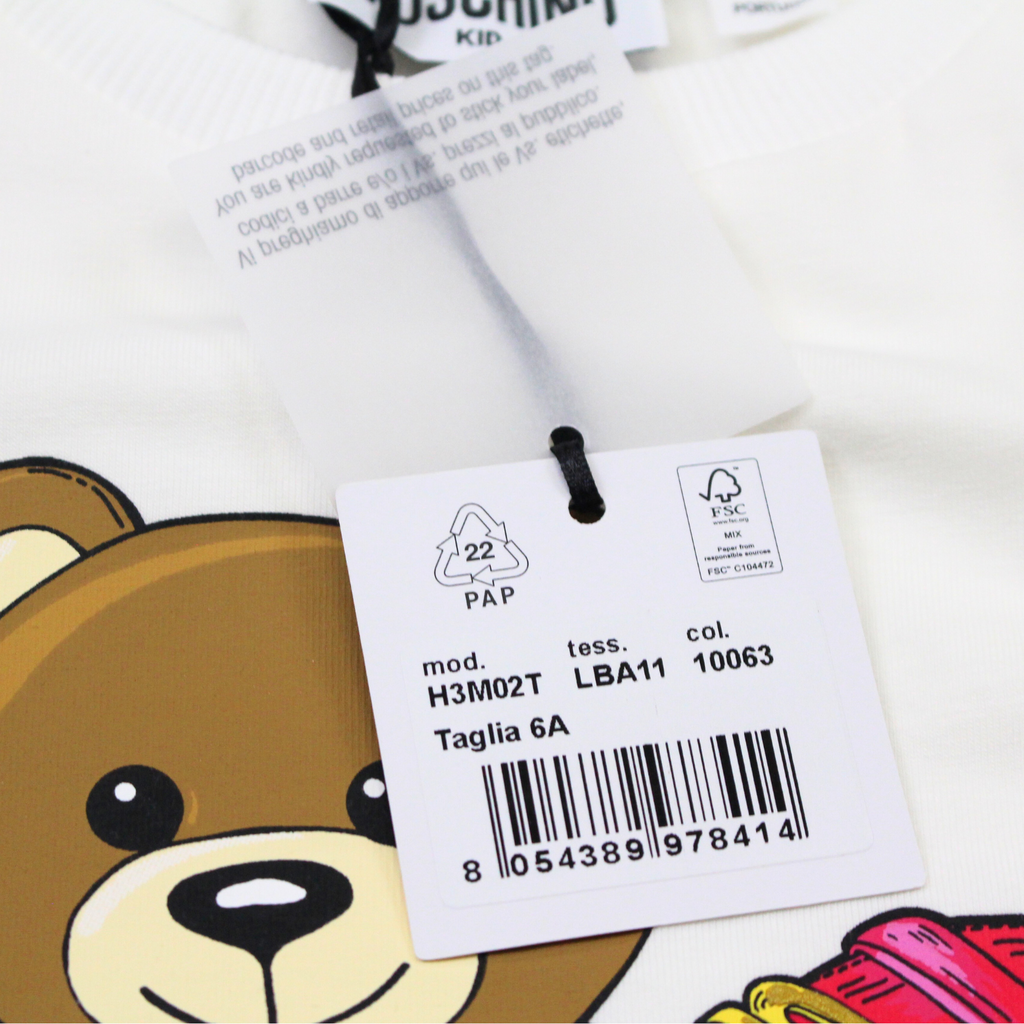 MOSCHINO
KID
Vi preghiamo di apporre qui le Vs. etichette,
codici a barre e/o i Vs. prezzi al pubblico.
You are kindly requested to stick your label,
barcode and retail prices on this tag.
22
PAP
FSC
www.fsc.org
MIX
Paper from
responsible sources
FSC™ C104472
mod. tess. col.
H3M02T LBA11 10063
Taglia 6A
8 054389 978414